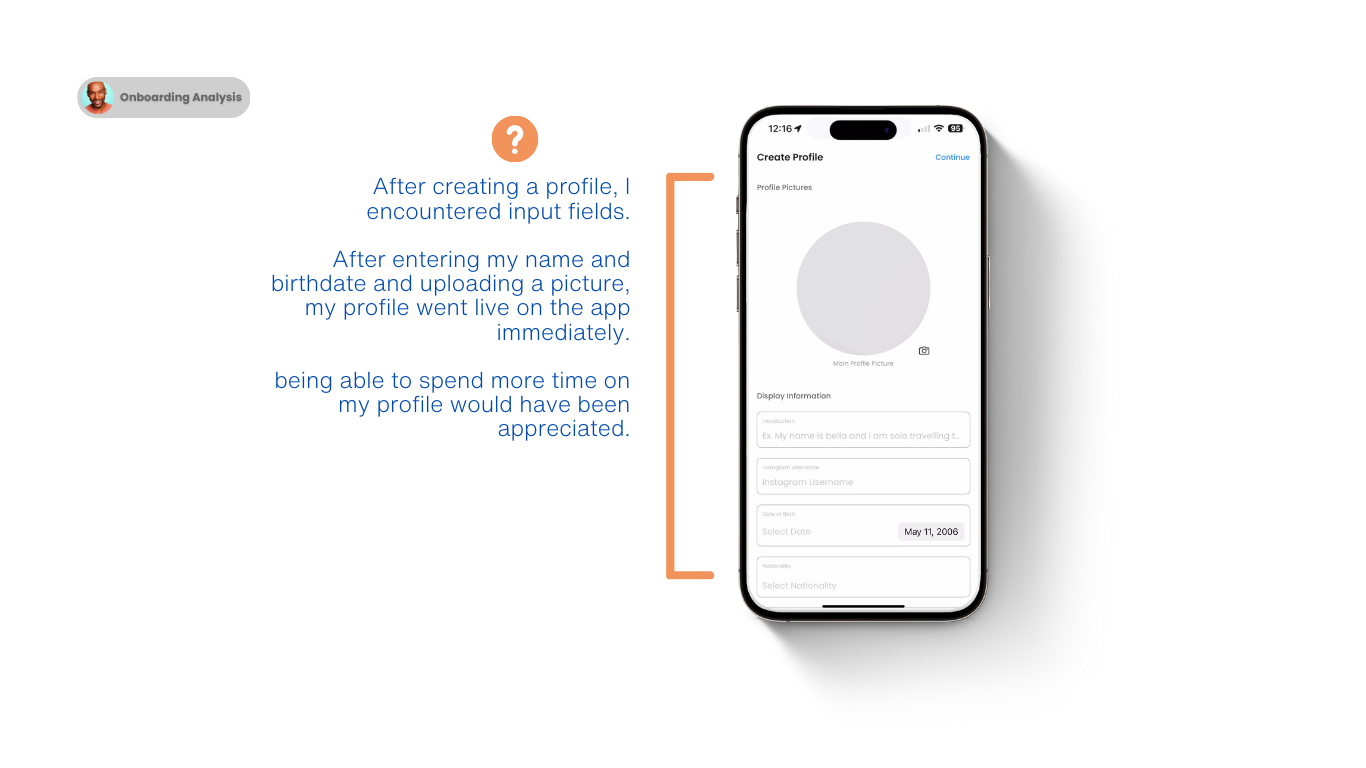 Onboarding Analysis
?
After creating a profile, I
encountered input fields.
After entering my name and
birthdate and uploading a picture,
my profile went live on the app
immediately.
being able to spend more time on
my profile would have been
appreciated.
12:16
95
Create Profile
Continue
Profile Pictures
Main Profile Picture
Display Information
Introduction
Ex. My name is bella and i am solo travelling t...
Instagram Username
Instagram Username
Date of Birth
Select Date
May 11, 2006
Nationality
Select Nationality